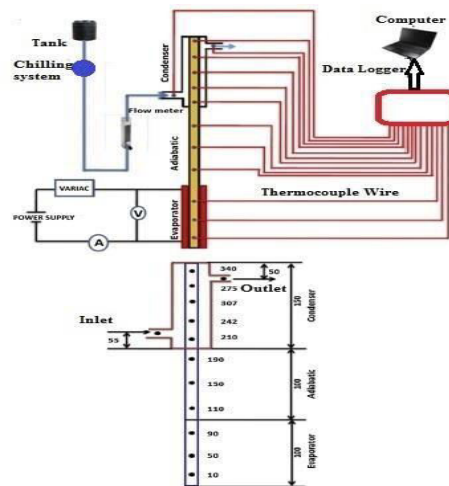 Computer
Tank
Chilling
system
Condenser
Data Logger
Flow meter
Adiabatic
Thermocouple Wire
VARIAC
POWER SUPPLY
V
A
Evaporator
340
50
275
Outlet
307
150
Condenser
Inlet
242
55
210
190
150
100
Adiabatic
110
90
50
100
Evaporator
10